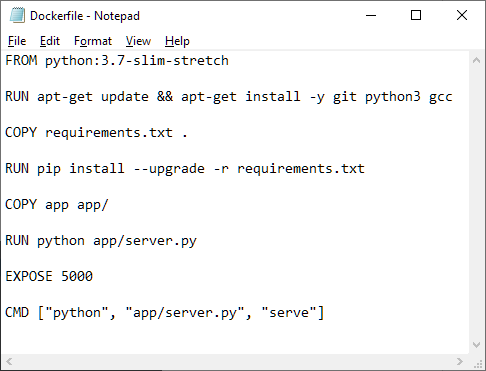 Dockerfile - Notepad
File Edit Format View Help
FROM python:3.7-slim-stretch
RUN apt-get update && apt-get install -y git python3 gcc
COPY requirements.txt .
RUN pip install --upgrade -r requirements.txt
COPY app app/
RUN python app/server.py
EXPOSE 5000
CMD ["python", "app/server.py", "serve"]